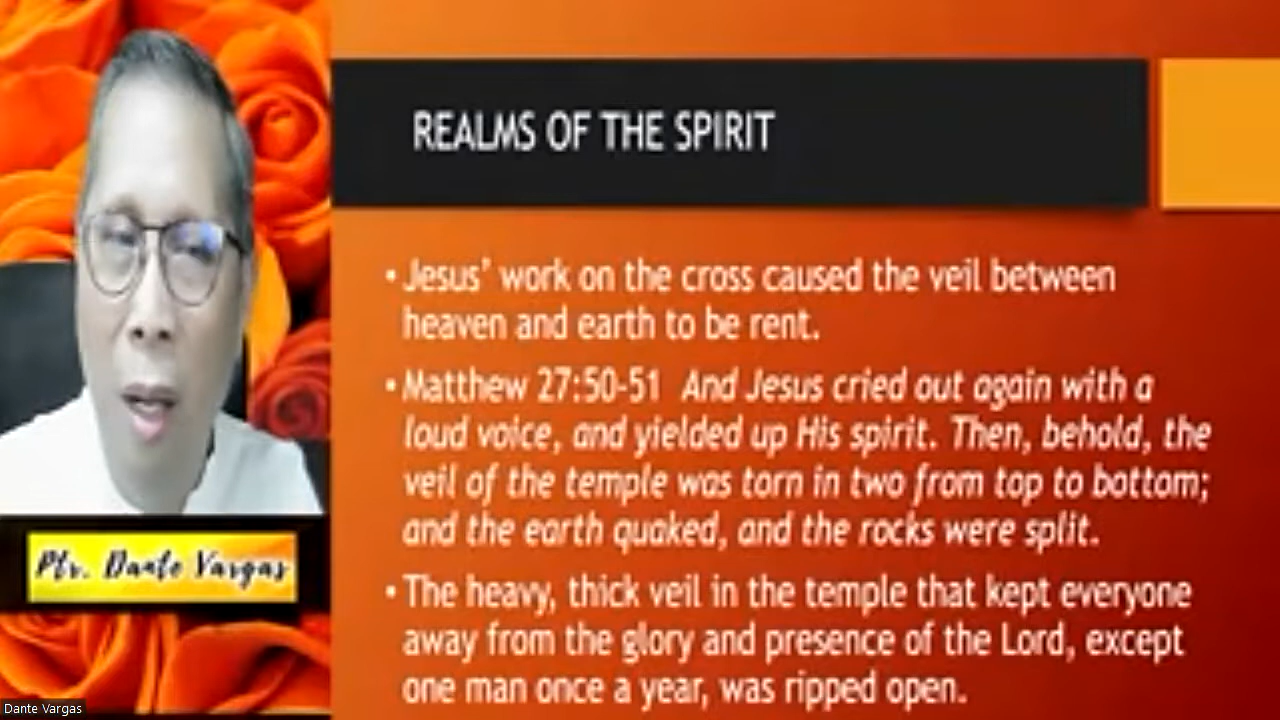 REALMS OF THE SPIRIT
• Jesus' work on the cross caused the veil between
heaven and earth to be rent.
• Matthew 27:50-51 And Jesus cried out again with a
loud voice, and yielded up His spirit. Then, behold, the
veil of the temple was torn in two from top to bottom;
and the earth quaked, and the rocks were split.
• The heavy, thick veil in the temple that kept everyone
away from the glory and presence of the Lord, except
one man once a year, was ripped open.
Ptr. Dante Vargas
Dante Vargas